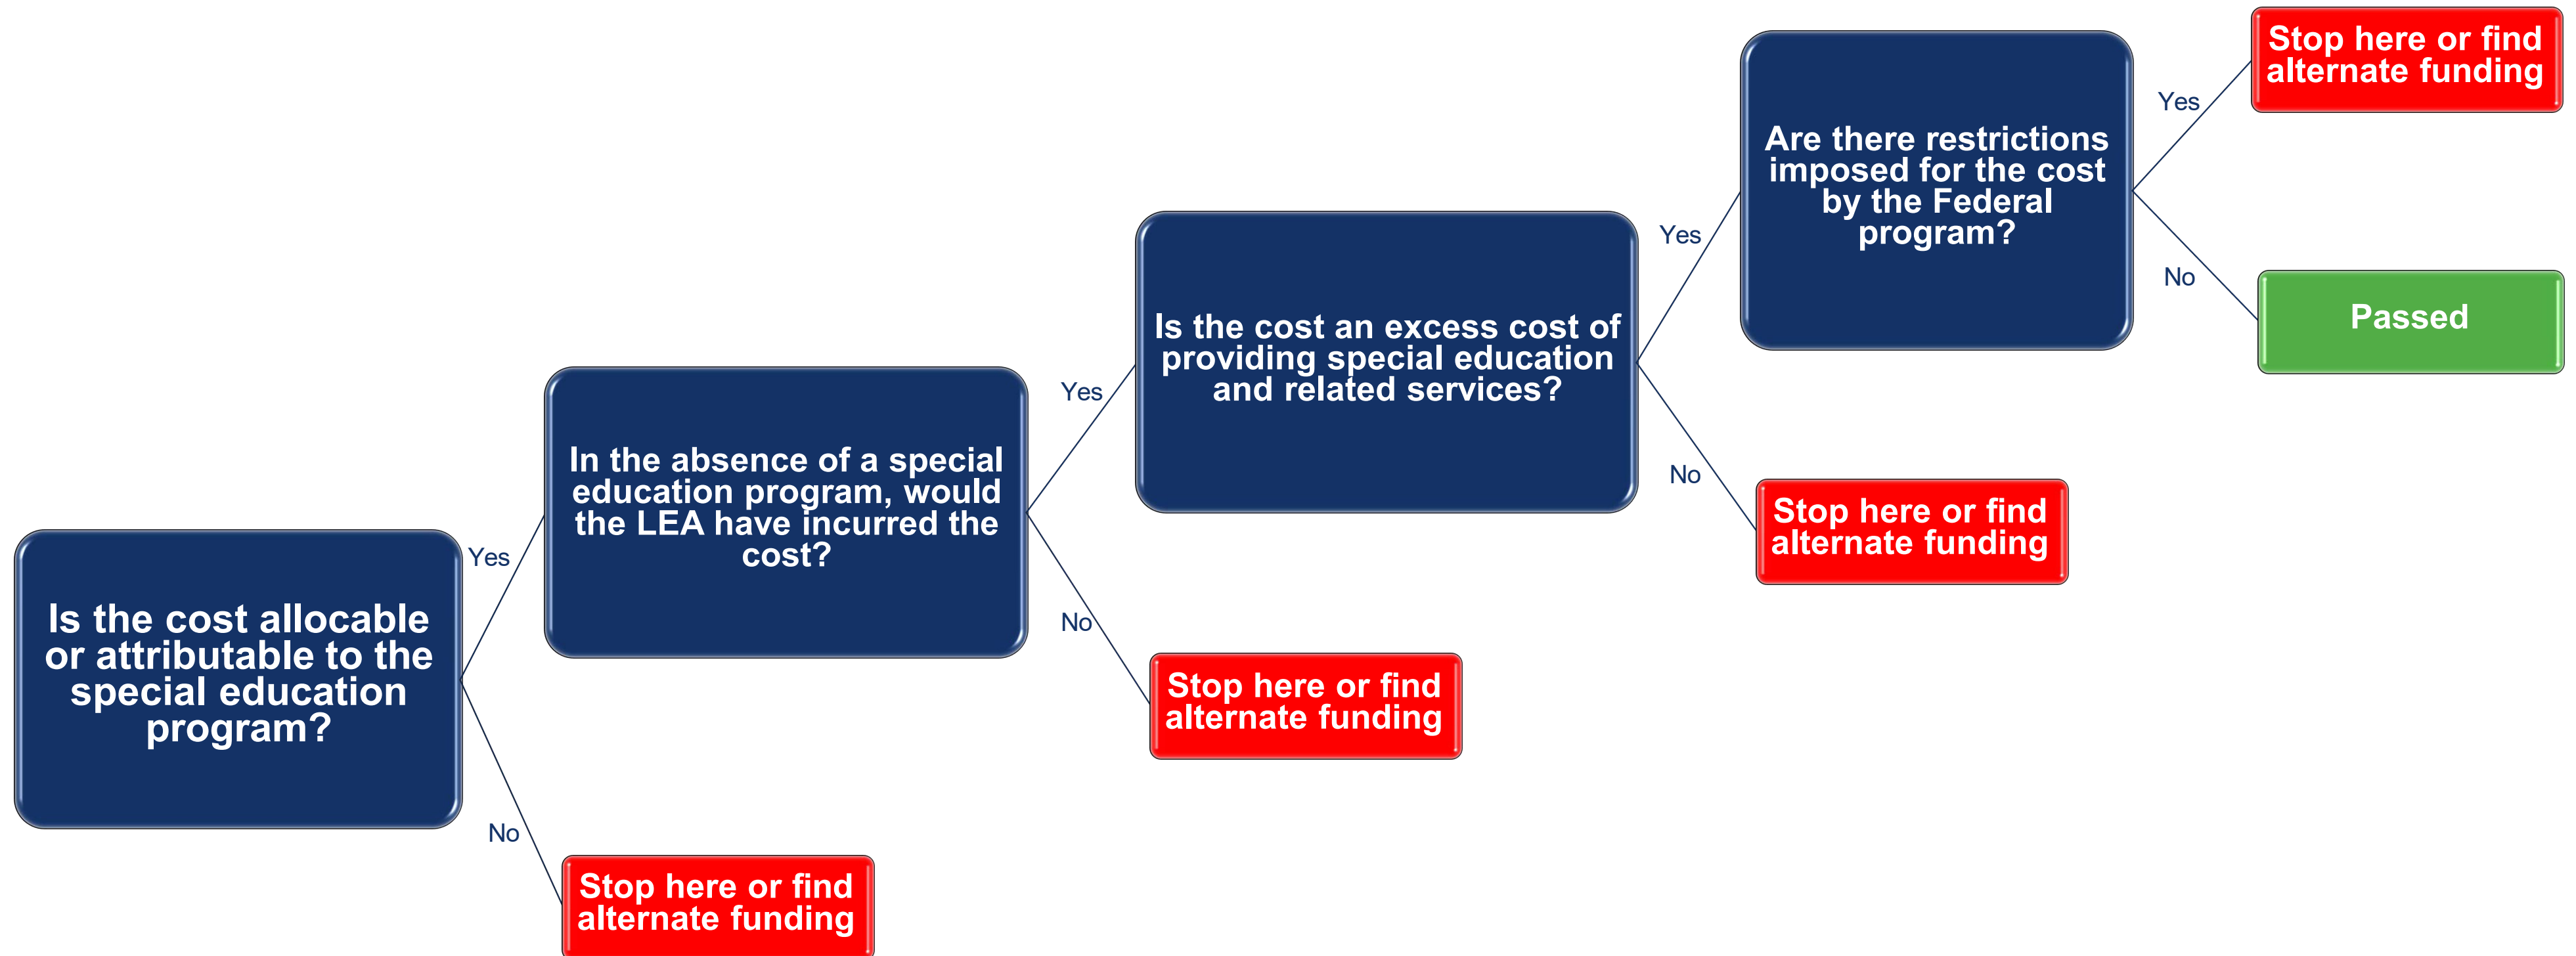 Is the cost allocable
or attributable to the
special education
program?
Yes
No
Stop here or find
alternate funding
In the absence of a special
education program, would
the LEA have incurred the
cost?
Yes
No
Stop here or find
alternate funding
Is the cost an excess cost of
providing special education
and related services?
Yes
No
Stop here or find
alternate funding
Are there restrictions
imposed for the cost
by the Federal
program?
Yes
Stop here or find
alternate funding
No
Passed